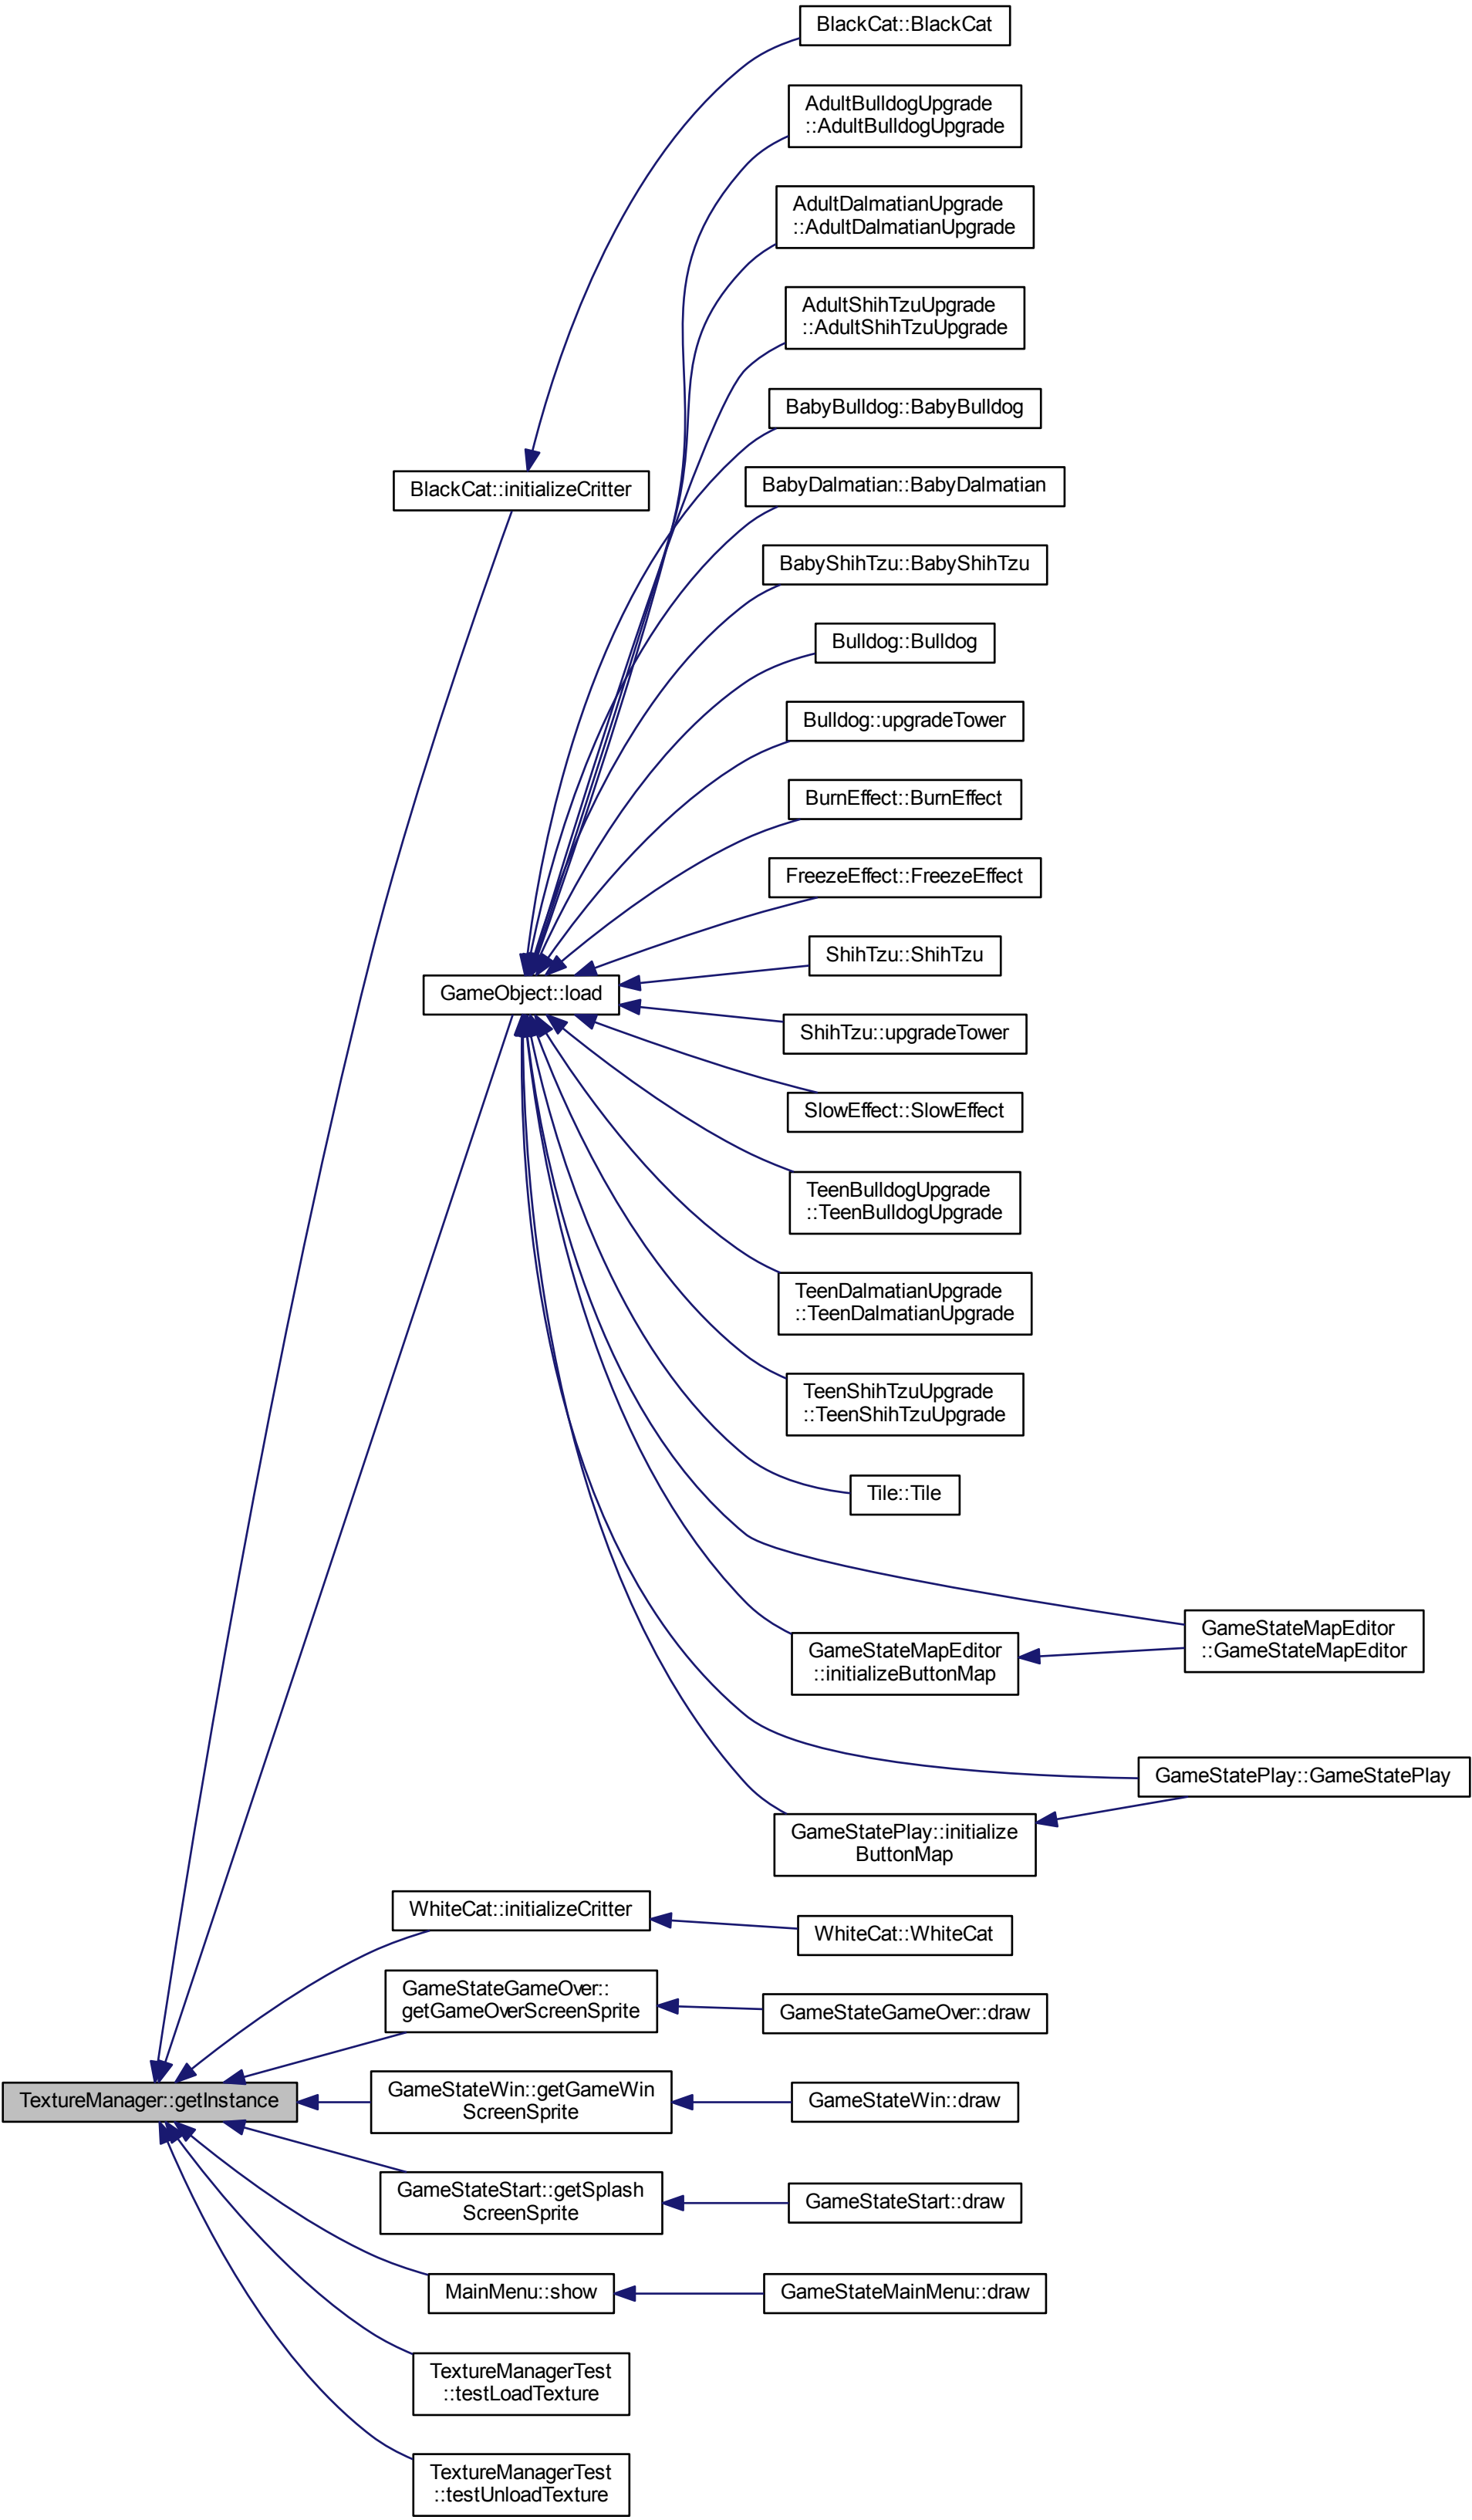 BlackCat::BlackCat
AdultBulldogUpgrade
::AdultBulldogUpgrade
AdultDalmatianUpgrade
::AdultDalmatianUpgrade
AdultShihTzuUpgrade
::AdultShihTzuUpgrade
BabyBulldog::BabyBulldog
BlackCat::initializeCritter
BabyDalmatian::BabyDalmatian
BabyShihTzu::BabyShihTzu
Bulldog::Bulldog
Bulldog::upgradeTower
BurnEffect::BurnEffect
FreezeEffect::FreezeEffect
ShihTzu::ShihTzu
GameObject::load
ShihTzu::upgradeTower
SlowEffect::SlowEffect
TeenBulldogUpgrade
::TeenBulldogUpgrade
TeenDalmatianUpgrade
::TeenDalmatianUpgrade
TeenShihTzuUpgrade
::TeenShihTzuUpgrade
Tile::Tile
GameStateMapEditor
::GameStateMapEditor
GameStateMapEditor
::initializeButtonMap
GameStatePlay::GameStatePlay
GameStatePlay::initialize
ButtonMap
WhiteCat::initializeCritter
WhiteCat::WhiteCat
GameStateGameOver::
getGameOverScreenSprite
GameStateGameOver::draw
TextureManager::getInstance
GameStateWin::getGameWin
ScreenSprite
GameStateWin::draw
GameStateStart::getSplash
ScreenSprite
GameStateStart::draw
MainMenu::show
GameStateMainMenu::draw
TextureManagerTest
::testLoadTexture
TextureManagerTest
::testUnloadTexture